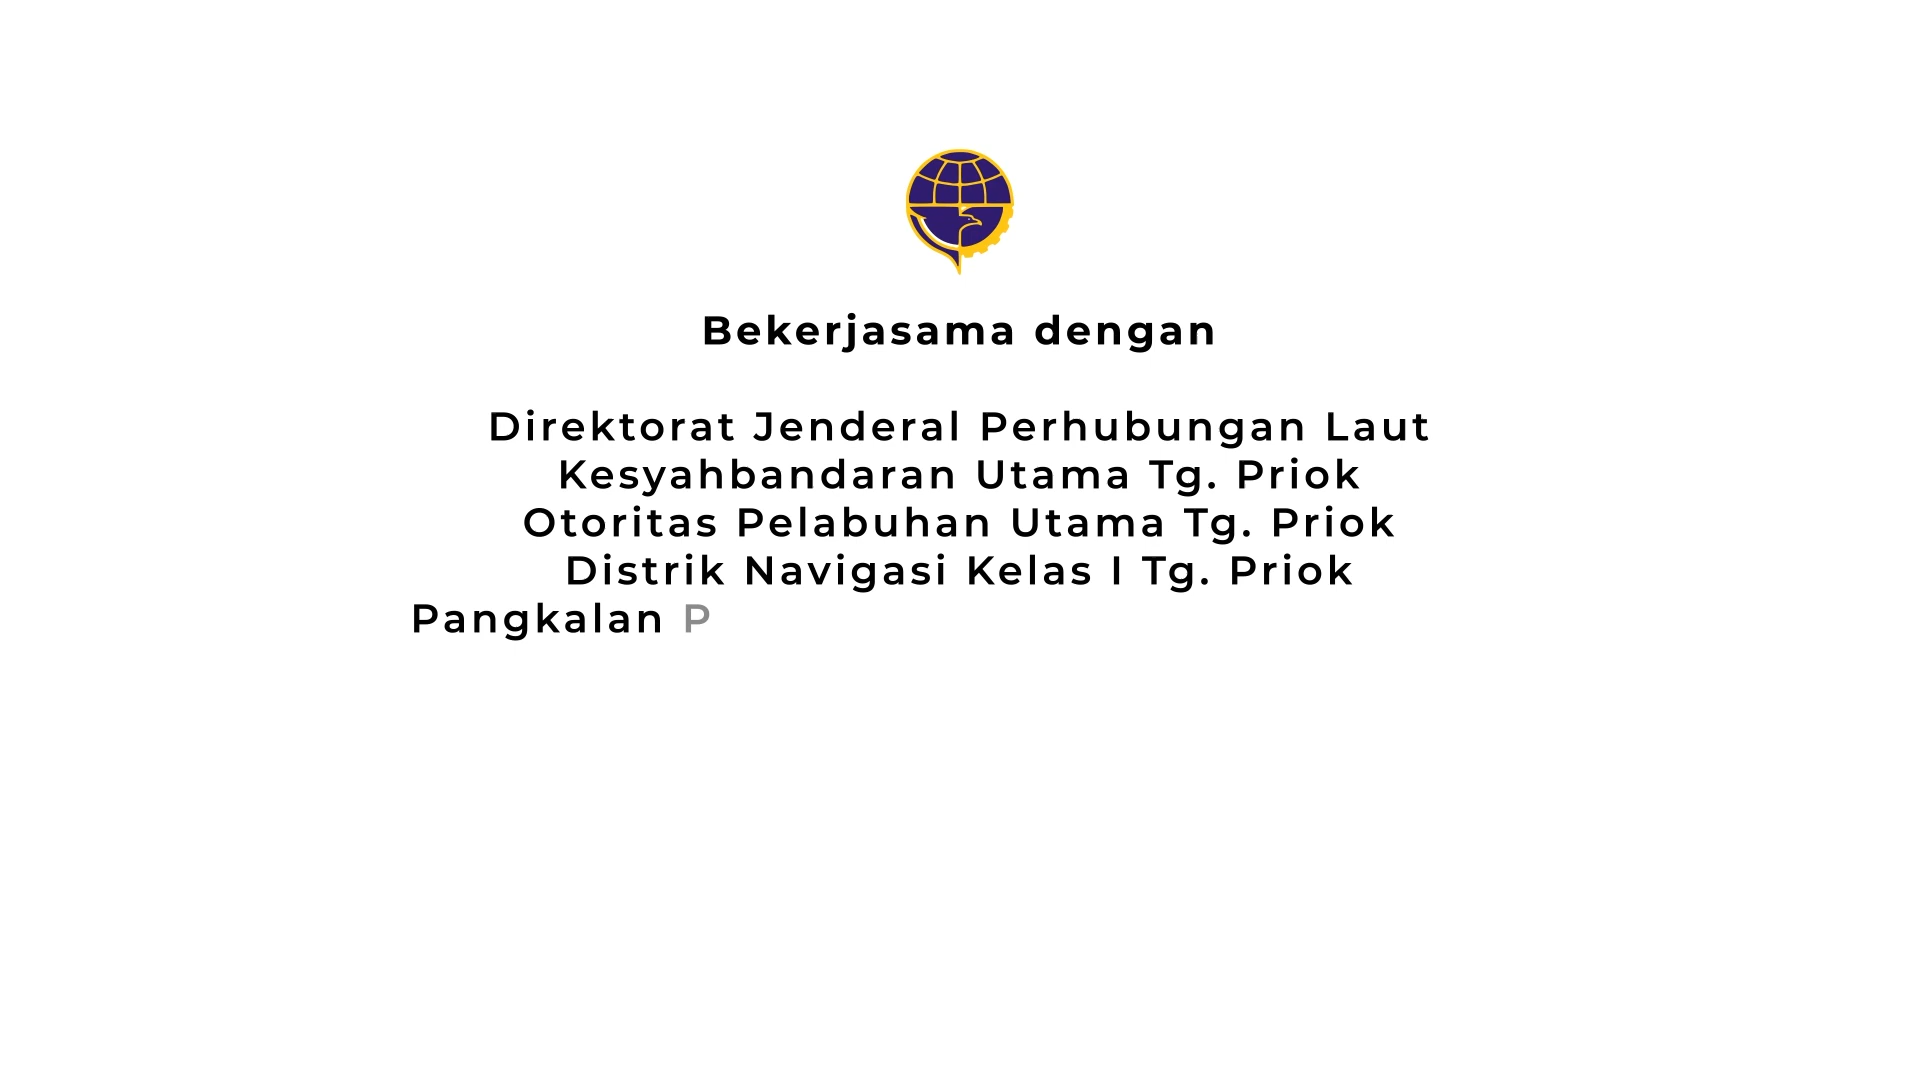 Bekerjasama dengan
Direktorat Jenderal Perhubungan Laut
Kesyahbandaran Utama Tg. Priok
Otoritas Pelabuhan Utama Tg. Priok
Distrik Navigasi Kelas I Tg. Priok
Pangkalan P